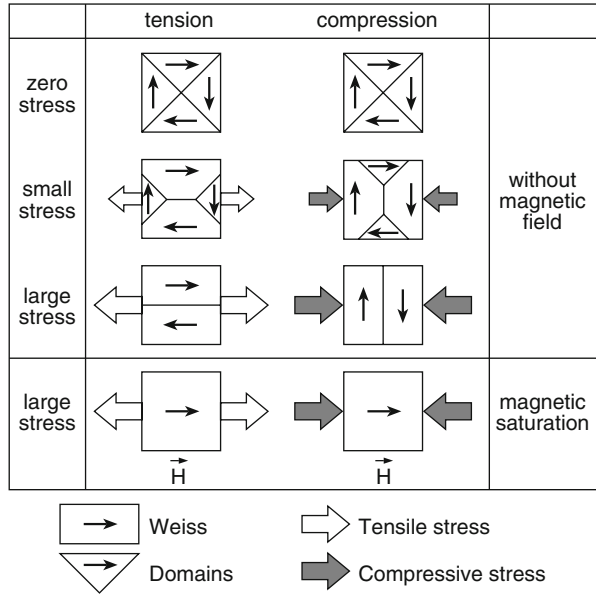 tension compression
zero
stress
small
stress
without
magnetic
field
large
stress
large
stress
magnetic
saturation
H H
Weiss Tensile stress
Domains Compressive stress